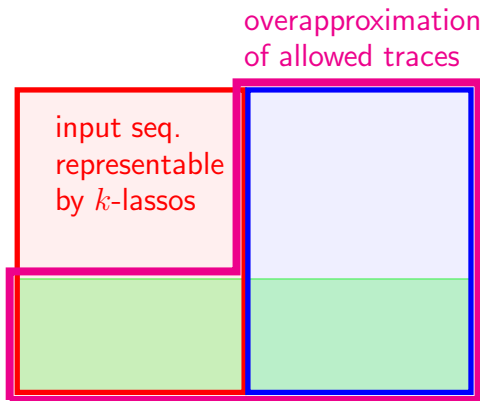 overapproximation
of allowed traces
input seq.
representable
by k-lassos